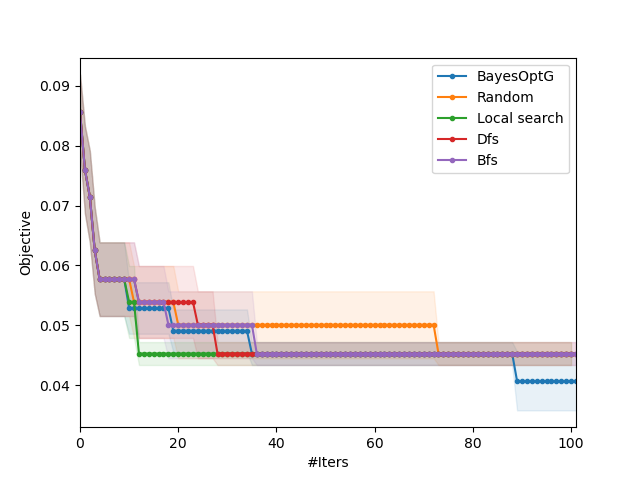 BayesOptG
Random
Local search
Dfs
Bfs
Objective
0.09
0.08
0.07
0.06
0.05
0.04
0
20
40
60
80
100
#Iters